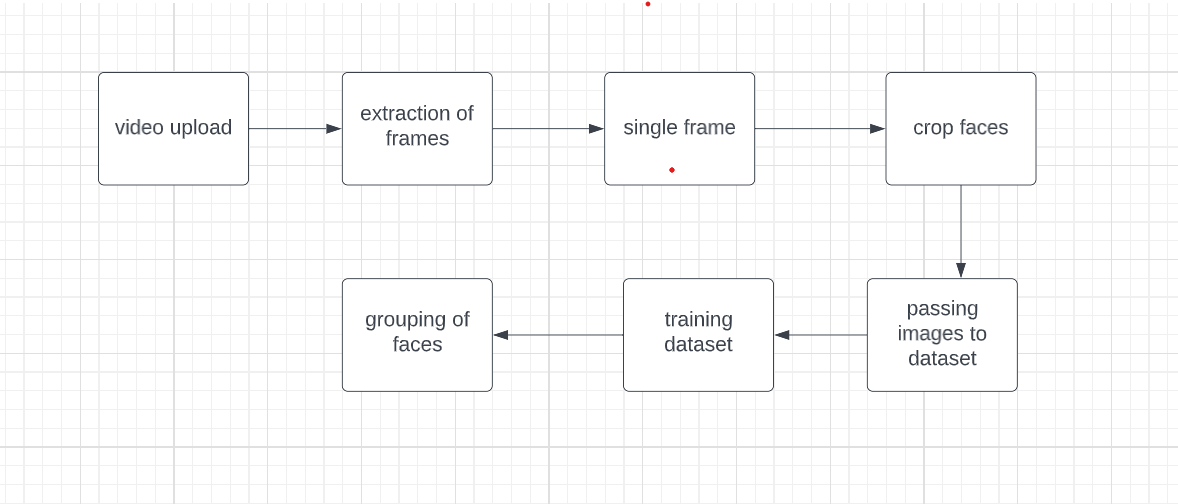 video upload
extraction of
frames
single frame
crop faces
passing
images to
dataset
training
dataset
grouping of
faces